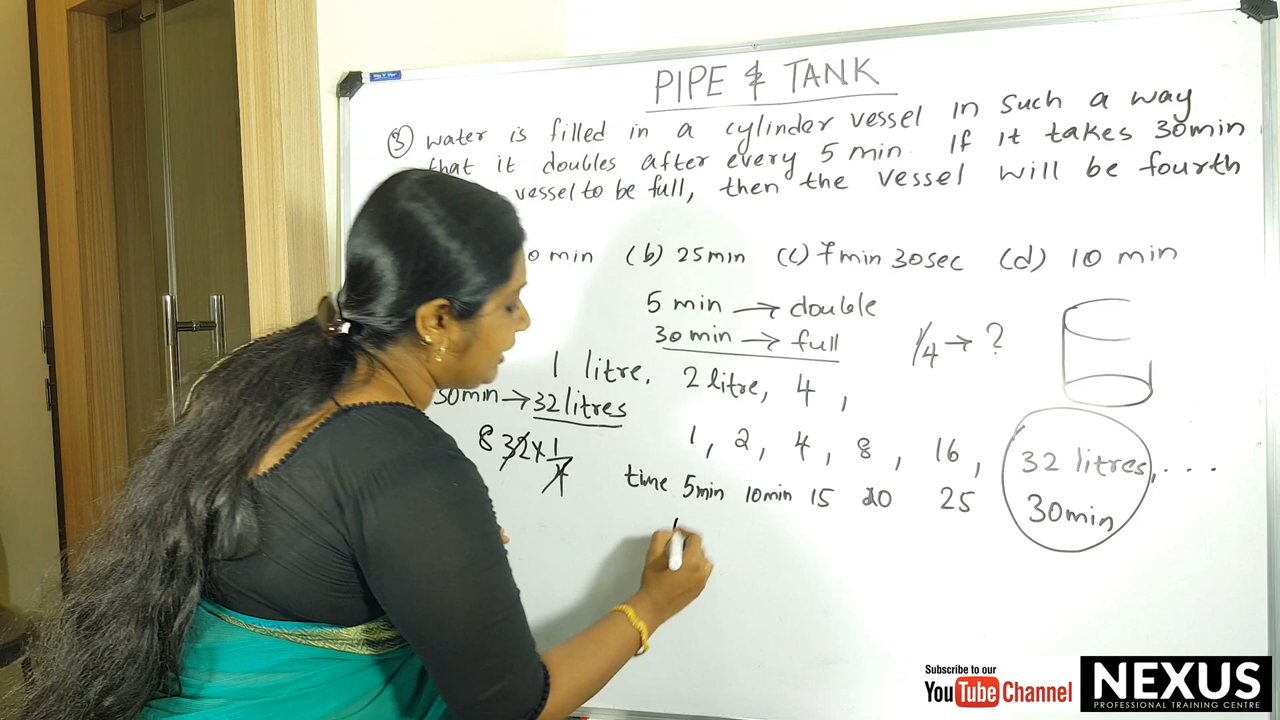 PIPE & TANK
③ water is filled in a cylinder vessel in such a way
that it doubles after every 5 min. If it takes 30min
vessel to be full, then the vessel will be fourth
0 min (b) 25min (c) 7min 30sec (d) 10 min
5 min → double
30 min → full 1/4 → ?
1 litre, 2 litre, 4,
30min → 32 litres
8 32 x 1/4
1, 2, 4, 8, 16, 32 litres, ...
time 5min 10min 15 20 25 30min
Subscribe to our
YouTube Channel
NEXUS
PROFESSIONAL TRAINING CENTRE